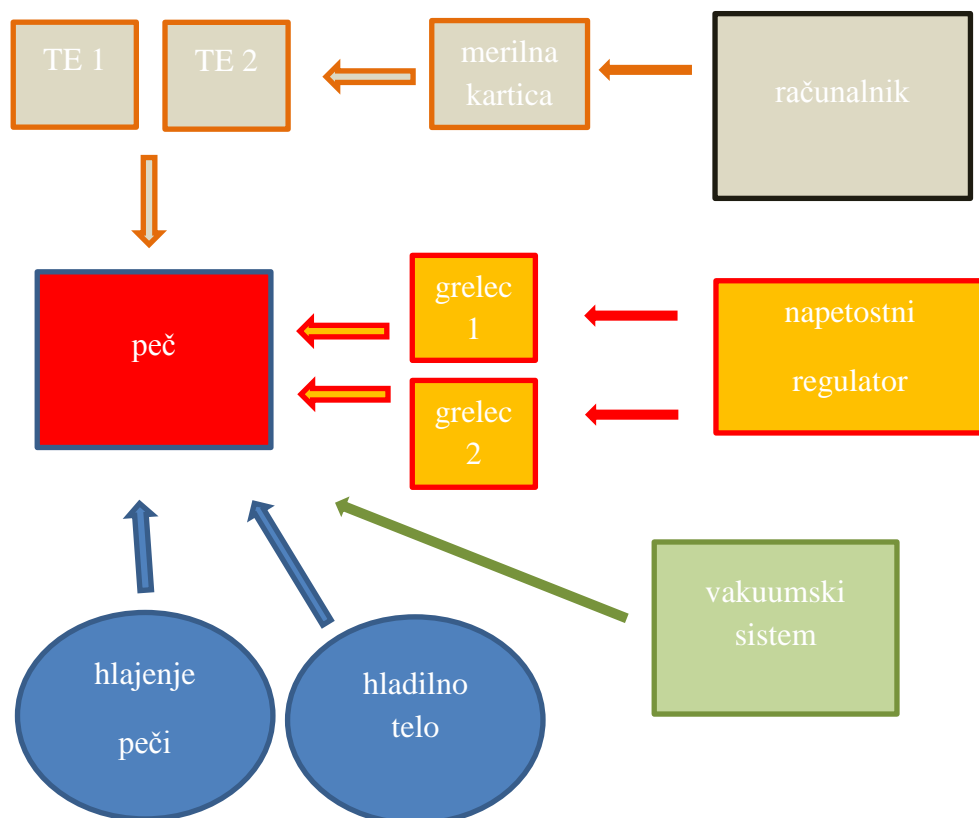 TE 1
TE 2
merilna
kartica
računalnik
peč
grelec
1
grelec
2
napetostni
regulator
hlajenje
peči
hladilno
telo
vakuumski
sistem